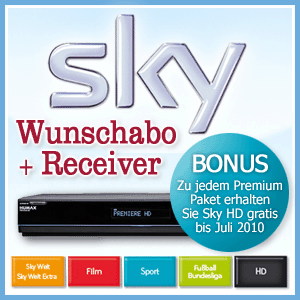 sky
Wunschabo
+ Receiver
BONUS
Zu jedem Premium
Paket erhalten
Sie Sky HD gratis
bis Juli 2010
HUMAX
PREMIERE HD
Sky Welt
Sky Welt Extra
Film
Sport
Fußball
Bundesliga
HD